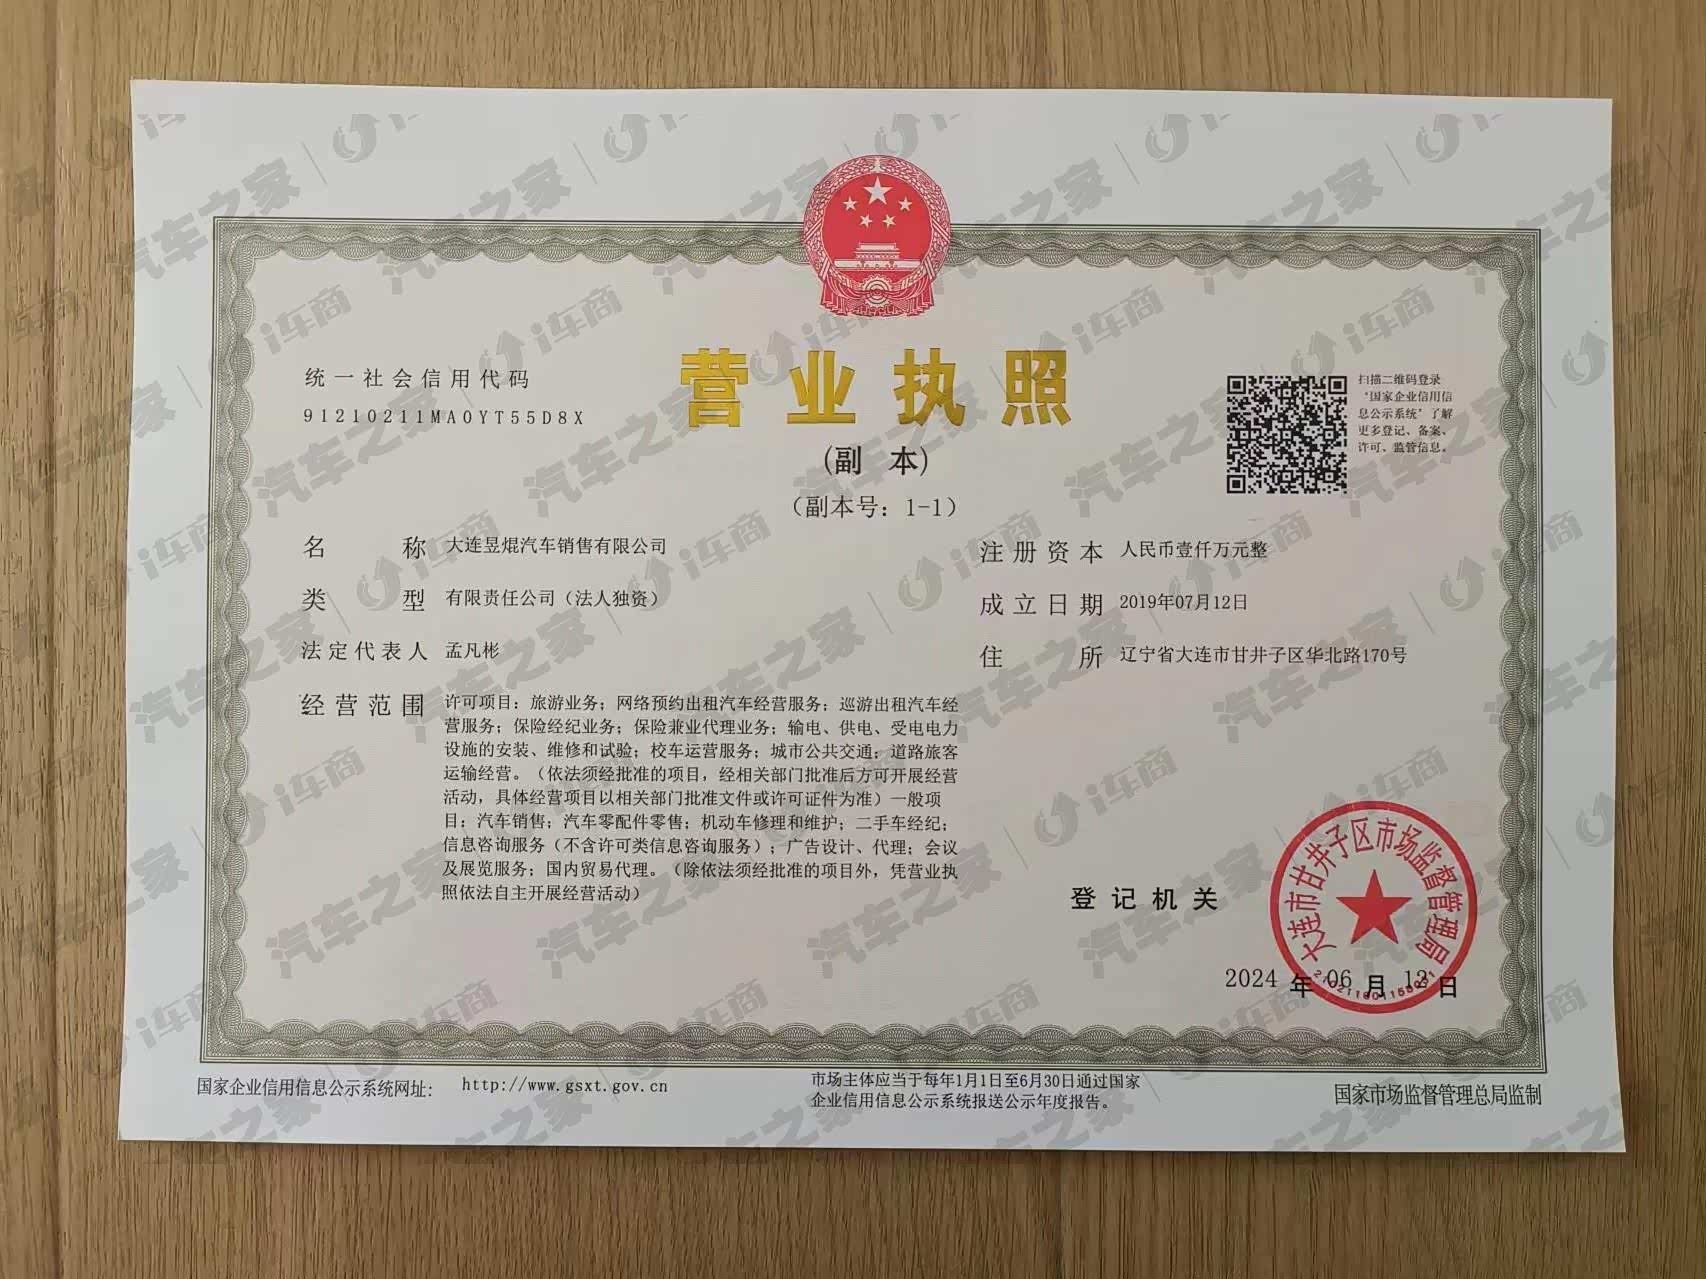 统一社会信用代码
91210211MA0YT55D8X
营业执照
(副 本)
（副本号：1-1）
扫描二维码登录
‘国家企业信用信
息公示系统’了解
更多登记、备案、
许可、监管信息。
名称 大连昱焜汽车销售有限公司
类型 有限责任公司（法人独资）
法定代表人 孟凡彬
经营范围 许可项目：旅游业务；网络预约出租汽车经营服务；巡游出租汽车经
营服务；保险经纪业务；保险兼业代理业务；输电、供电、受电电力
设施的安装、维修和试验；校车运营服务；城市公共交通；道路旅客
运输经营。（依法须经批准的项目，经相关部门批准后方可开展经营
活动，具体经营项目以相关部门批准文件或许可证件为准）一般项
目：汽车销售；汽车零配件零售；机动车修理和维护；二手车经纪；
信息咨询服务（不含许可类信息咨询服务）；广告设计、代理；会议
及展览服务；国内贸易代理。（除依法须经批准的项目外，凭营业执
照依法自主开展经营活动）
注册资本 人民币壹仟万元整
成立日期 2019年07月12日
住所 辽宁省大连市甘井子区华北路170号
登记机关
大连市甘井子区市场监督管理局
2024 年 06 月 12 日
国家企业信用信息公示系统网址： http://www.gsxt.gov.cn
市场主体应当于每年1月1日至6月30日通过国家
企业信用信息公示系统报送公示年度报告。
国家市场监督管理总局监制
汽车之家 | i车商